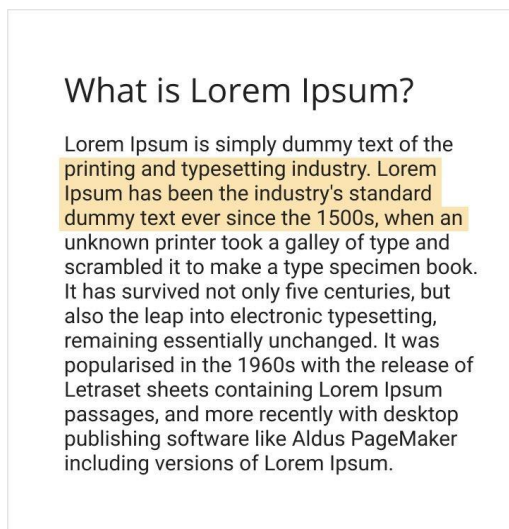 What is Lorem Ipsum?
Lorem Ipsum is simply dummy text of the
printing and typesetting industry. Lorem
Ipsum has been the industry's standard
dummy text ever since the 1500s, when an
unknown printer took a galley of type and
scrambled it to make a type specimen book.
It has survived not only five centuries, but
also the leap into electronic typesetting,
remaining essentially unchanged. It was
popularised in the 1960s with the release of
Letraset sheets containing Lorem Ipsum
passages, and more recently with desktop
publishing software like Aldus PageMaker
including versions of Lorem Ipsum.